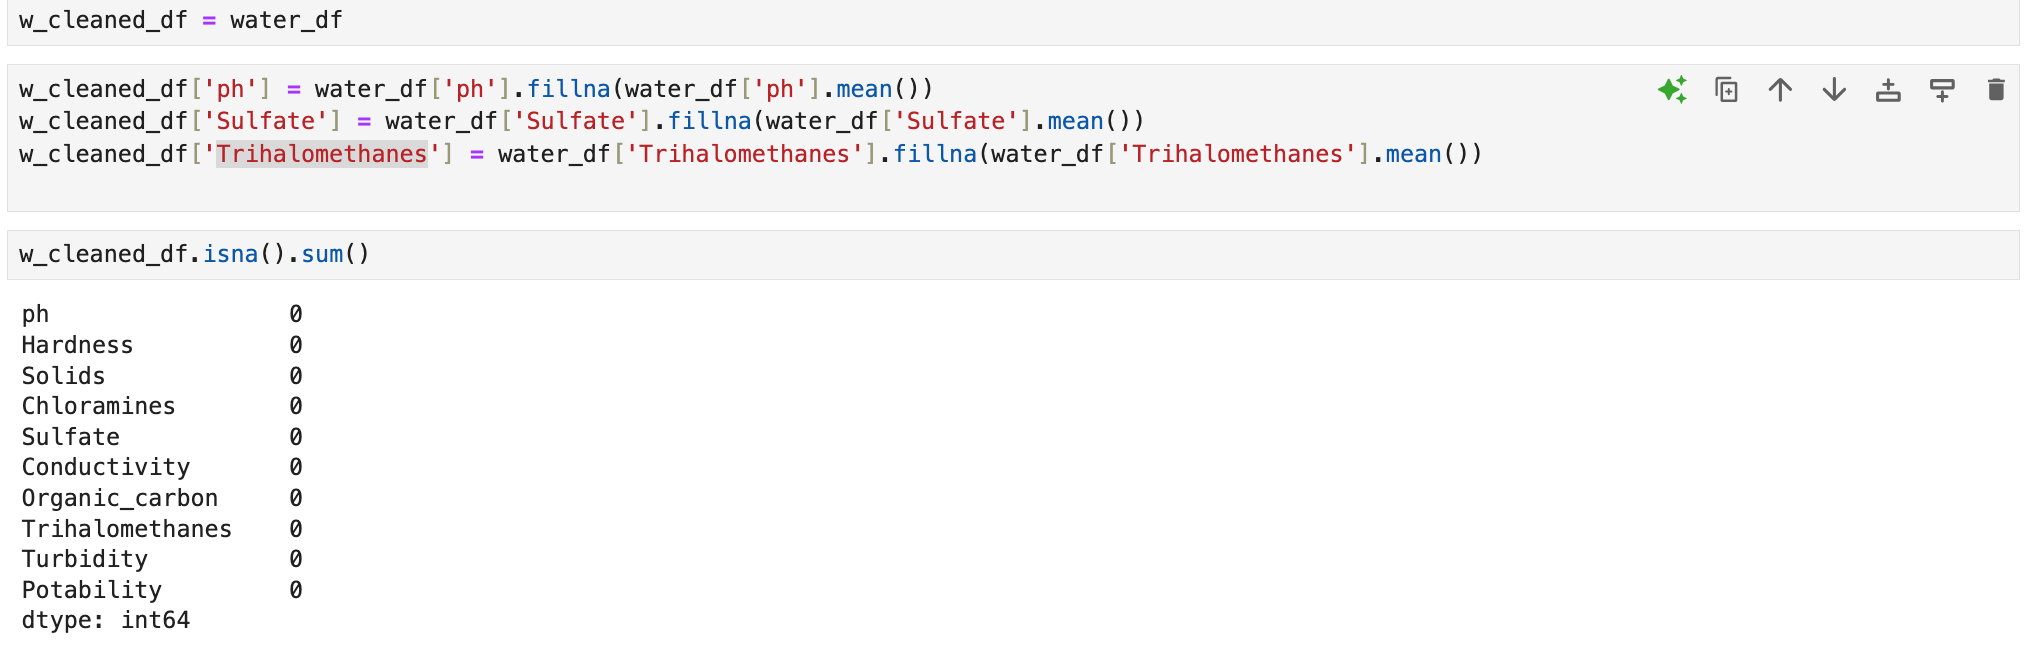 w_cleaned_df = water_df
w_cleaned_df['ph'] = water_df['ph'].fillna(water_df['ph'].mean())
w_cleaned_df['Sulfate'] = water_df['Sulfate'].fillna(water_df['Sulfate'].mean())
w_cleaned_df['Trihalomethanes'] = water_df['Trihalomethanes'].fillna(water_df['Trihalomethanes'].mean())
w_cleaned_df.isna().sum()
ph 0
Hardness 0
Solids 0
Chloramines 0
Sulfate 0
Conductivity 0
Organic_carbon 0
Trihalomethanes 0
Turbidity 0
Potability 0
dtype: int64